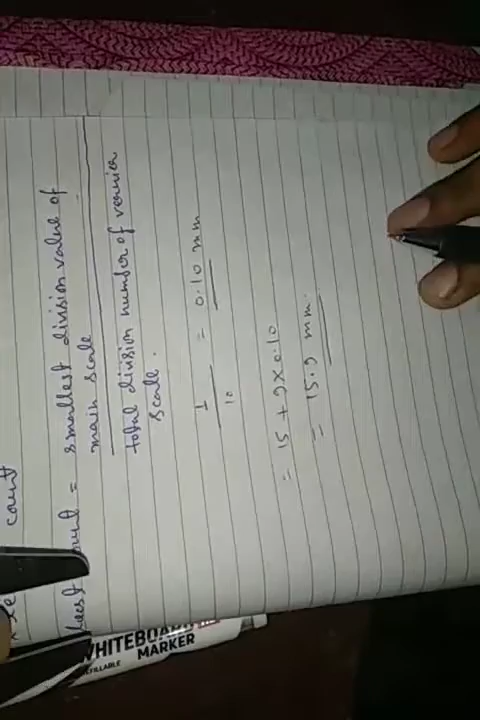 count
Least count = smallest division value of
main scale
total division number of vernier
scale.
1
10
= 0.10 mm
= 15 + 9 × 0.10
= 15.9 mm.
WHITEBOARD
MARKER